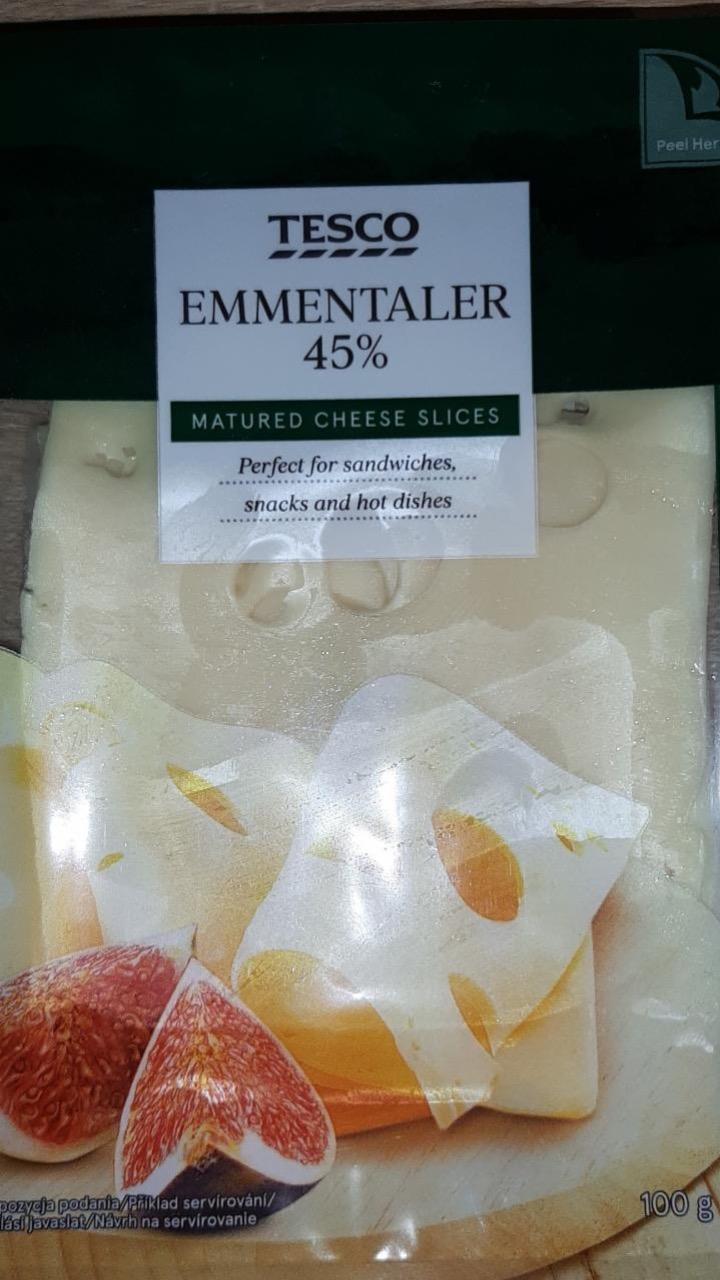 Peel Her
TESCO
EMMENTALER
45%
MATURED CHEESE SLICES
Perfect for sandwiches,
snacks and hot dishes
pozycja podania/Příklad servírování/
lási javaslat/Návrh na servírovanie
100 g